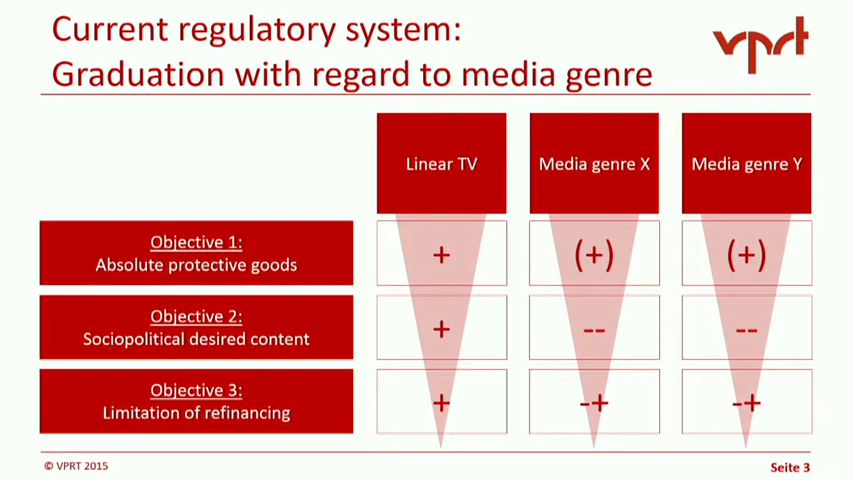 Current regulatory system:
Graduation with regard to media genre
vprt
Linear TV
Media genre X
Media genre Y
Objective 1:
Absolute protective goods
+
(+)
(+)
Objective 2:
Sociopolitical desired content
+
--
--
Objective 3:
Limitation of refinancing
+
-+
-+
© VPRT 2015
Seite 3